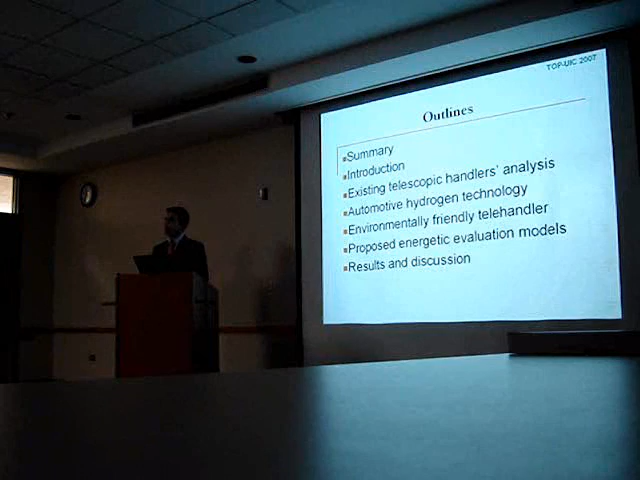 TOP-UIC 2007
Outlines
Summary
Introduction
Existing telescopic handlers' analysis
Automotive hydrogen technology
Environmentally friendly telehandler
Proposed energetic evaluation models
Results and discussion